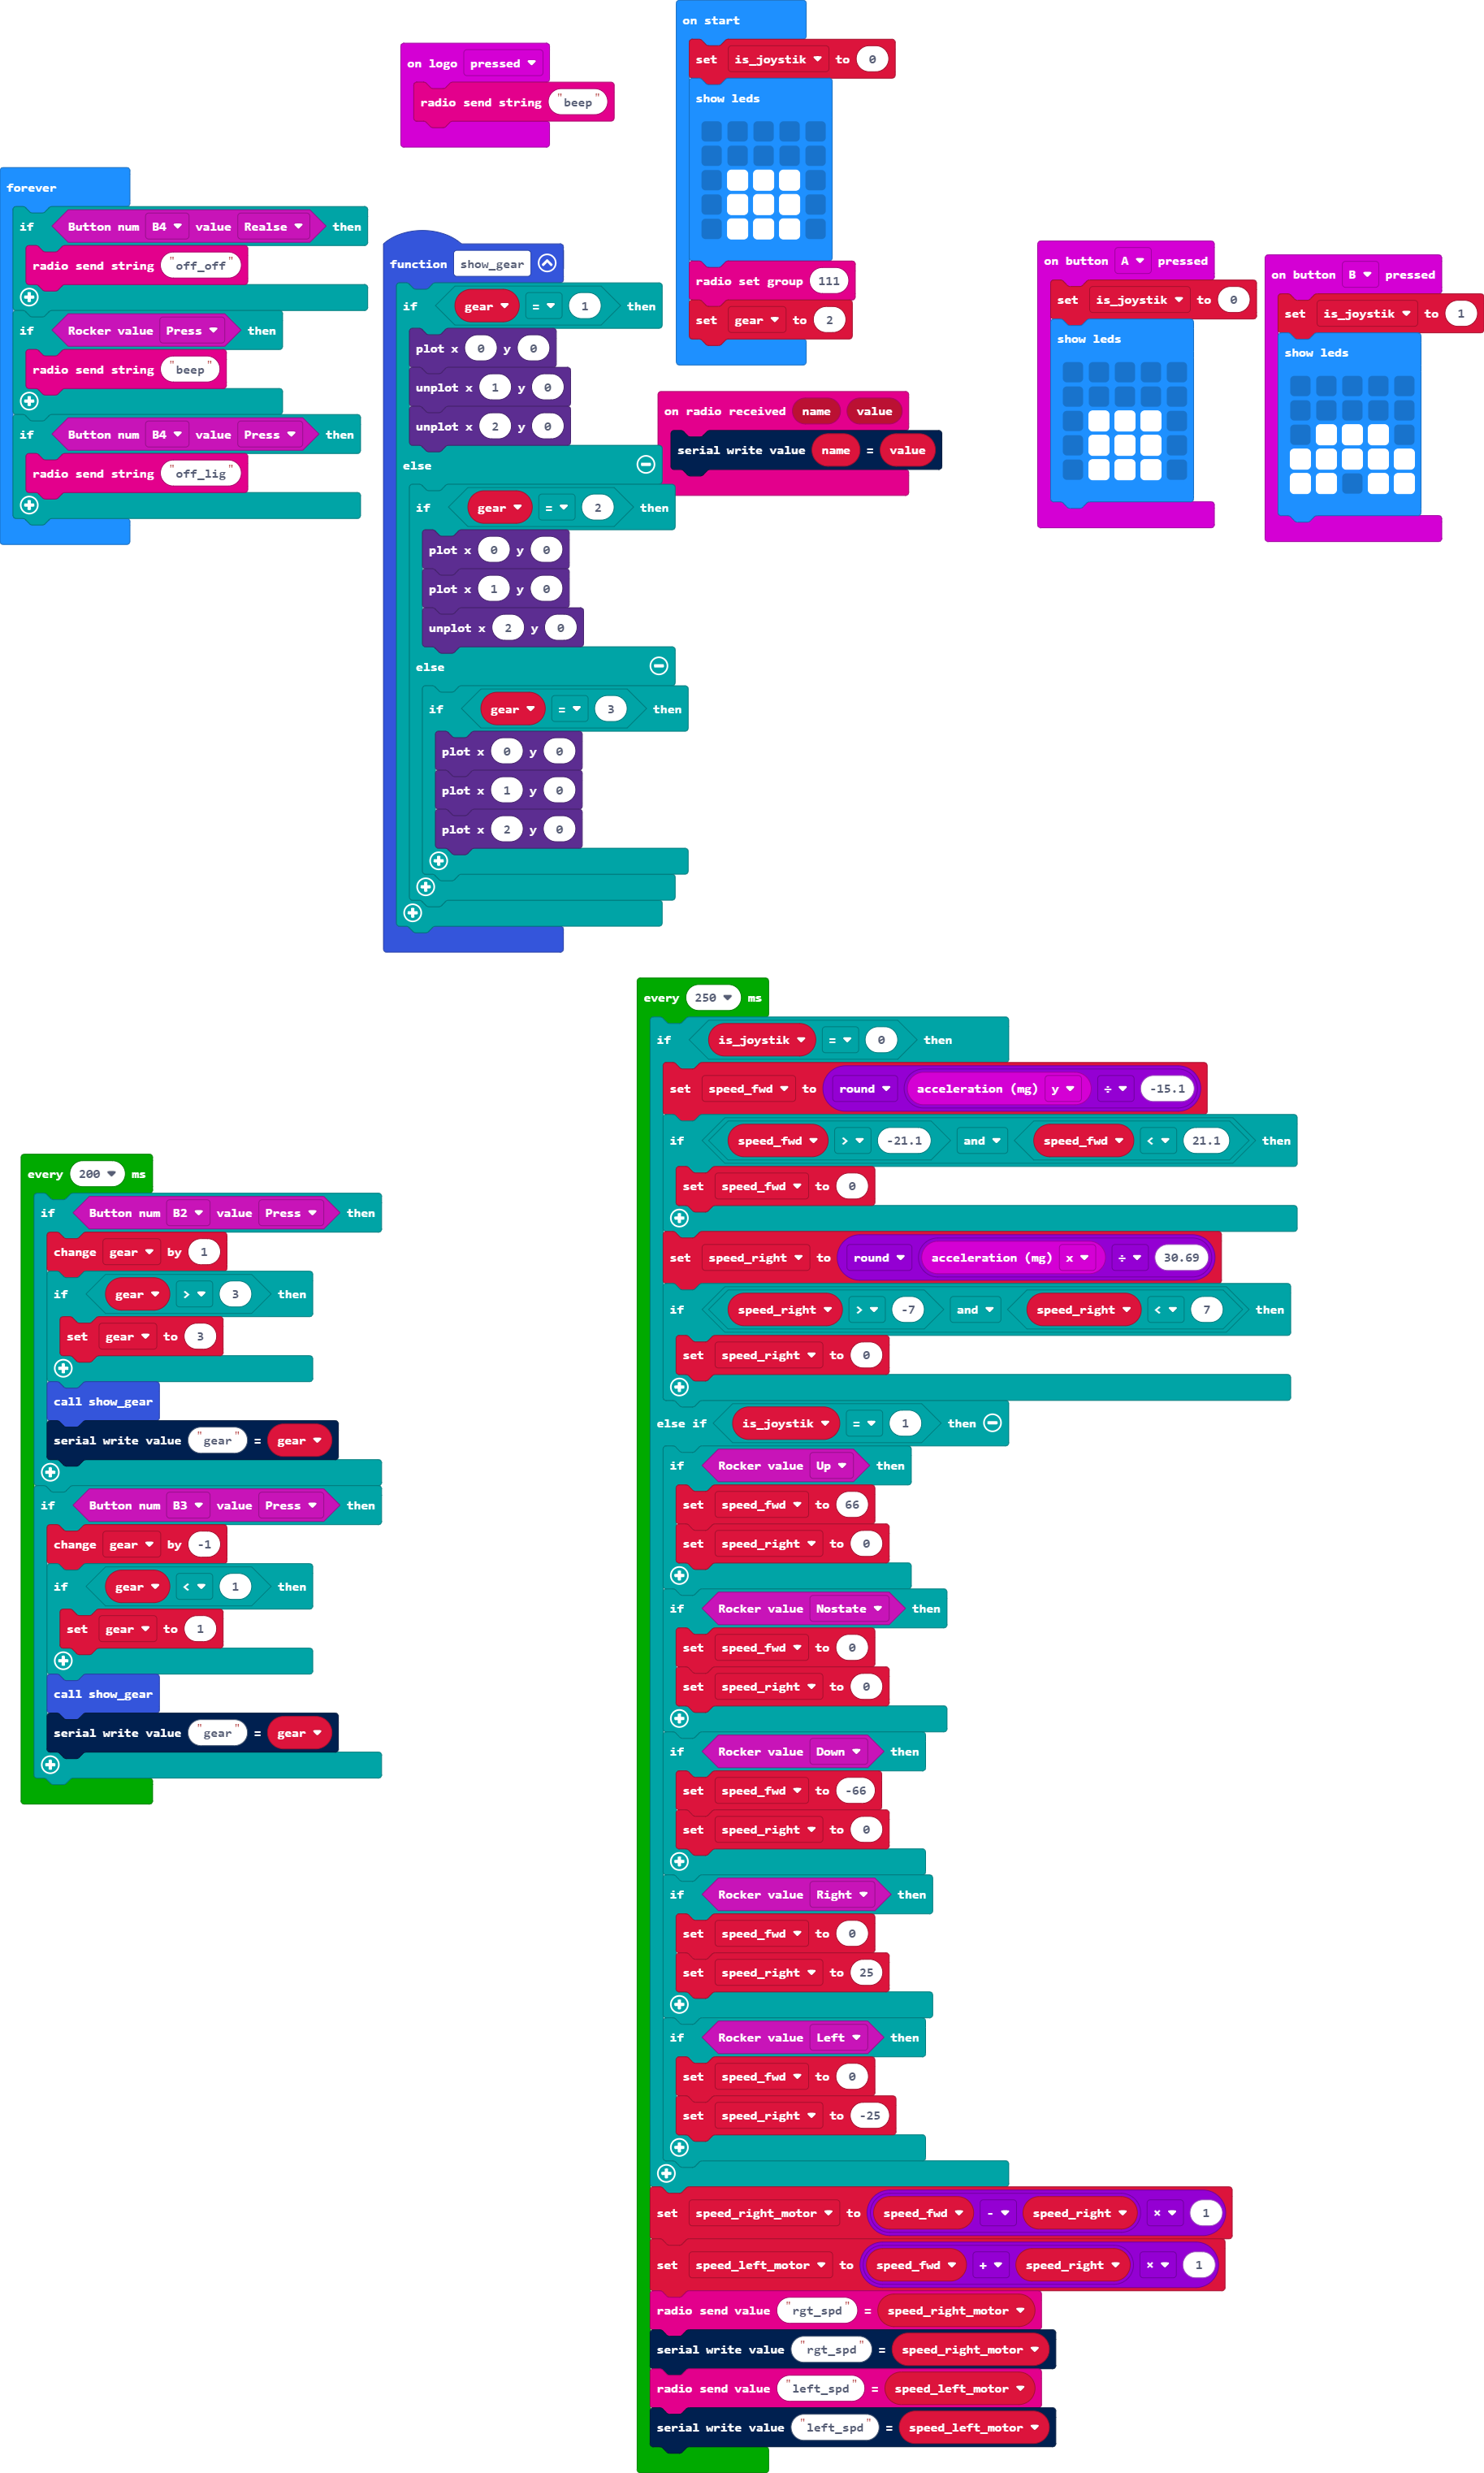 on start
set is_joystik to 0
show leds
radio set group 111
set gear to 2
on logo pressed
radio send string "beep"
forever
if Button num B4 value Realse then
radio send string "off_off"
if Rocker value Press then
radio send string "beep"
if Button num B4 value Press then
radio send string "off_lig"
function show_gear
if gear = 1 then
plot x 0 y 0
unplot x 1 y 0
unplot x 2 y 0
else
if gear = 2 then
plot x 0 y 0
plot x 1 y 0
unplot x 2 y 0
else
if gear = 3 then
plot x 0 y 0
plot x 1 y 0
plot x 2 y 0
on radio received name value
serial write value name = value
on button A pressed
set is_joystik to 0
show leds
on button B pressed
set is_joystik to 1
show leds
every 200 ms
if Button num B2 value Press then
change gear by 1
if gear > 3 then
set gear to 3
call show_gear
serial write value "gear" = gear
if Button num B3 value Press then
change gear by -1
if gear < 1 then
set gear to 1
call show_gear
serial write value "gear" = gear
every 250 ms
if is_joystik = 0 then
set speed_fwd to round acceleration (mg) y ÷ -15.1
if speed_fwd > -21.1 and speed_fwd < 21.1 then
set speed_fwd to 0
set speed_right to round acceleration (mg) x ÷ 30.69
if speed_right > -7 and speed_right < 7 then
set speed_right to 0
else if is_joystik = 1 then
if Rocker value Up then
set speed_fwd to 66
set speed_right to 0
if Rocker value Nostate then
set speed_fwd to 0
set speed_right to 0
if Rocker value Down then
set speed_fwd to -66
set speed_right to 0
if Rocker value Right then
set speed_fwd to 0
set speed_right to 25
if Rocker value Left then
set speed_fwd to 0
set speed_right to -25
set speed_right_motor to speed_fwd - speed_right × 1
set speed_left_motor to speed_fwd + speed_right × 1
radio send value "rgt_spd" = speed_right_motor
serial write value "rgt_spd" = speed_right_motor
radio send value "left_spd" = speed_left_motor
serial write value "left_spd" = speed_left_motor